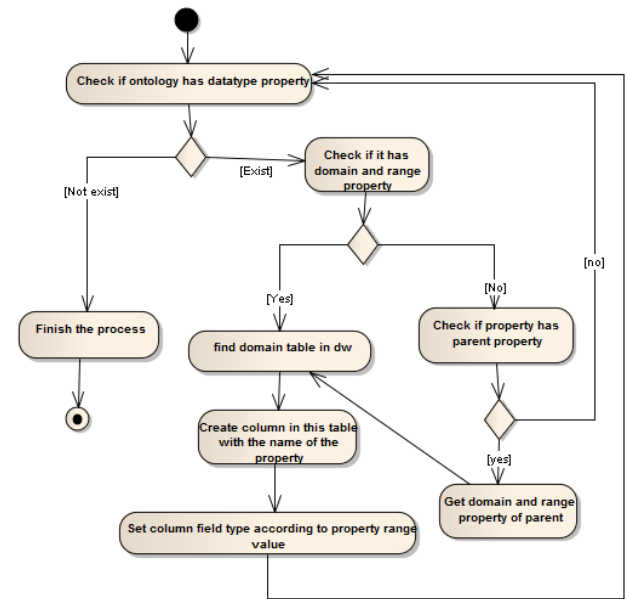 Check if ontology has datatype property
Check if it has
domain and range
property
[Exist]
[Not exist]
[no]
[Yes]
[No]
Finish the process
find domain table in dw
Check if property has
parent property
Create column in this table
with the name of the
property
[yes]
Get domain and range
property of parent
Set column field type according to property range
value